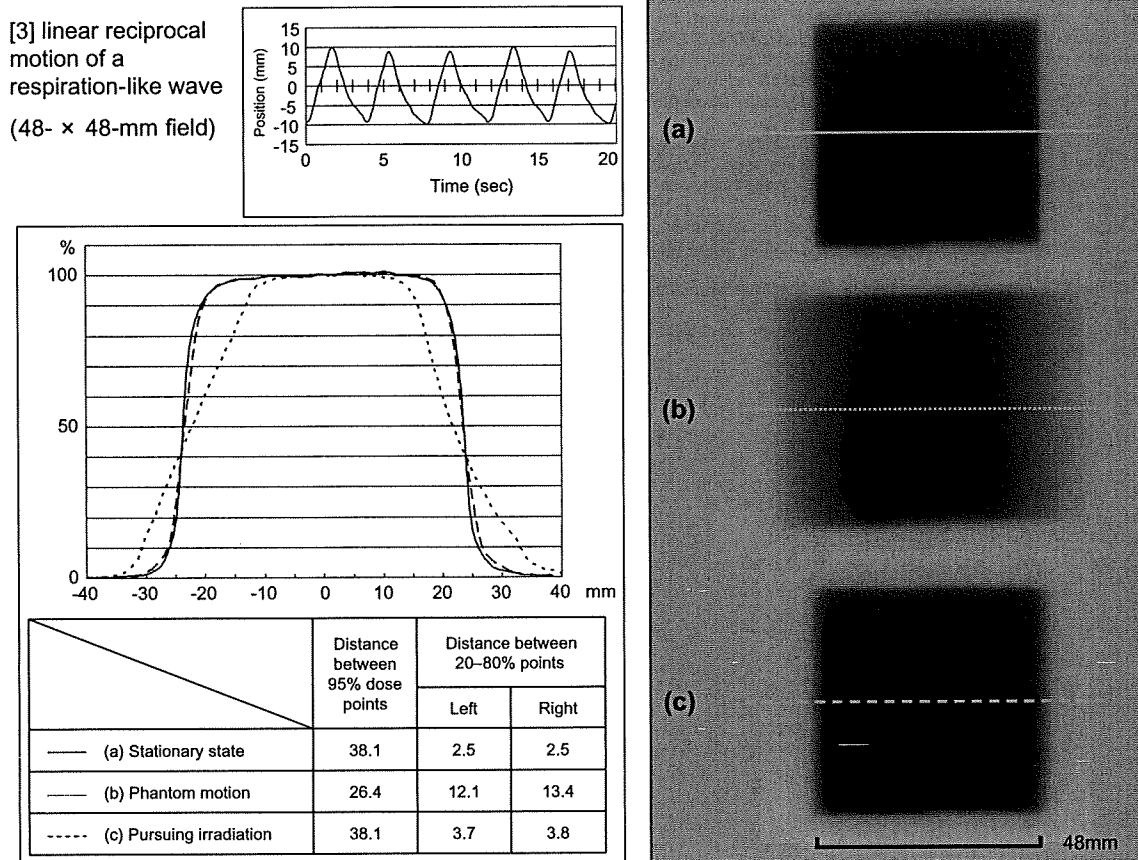 [3] linear reciprocal
motion of a
respiration-like wave
(48- × 48-mm field)
Position (mm)
15
10
5
0
-5
-10
-15
0
5
10
15
20
Time (sec)
%
100
50
0
-40
-30
-20
-10
0
10
20
30
40
mm
Distance
between
95% dose
points
Distance between
20–80% points
Left
Right
(a) Stationary state
38.1
2.5
2.5
(b) Phantom motion
26.4
12.1
13.4
(c) Pursuing irradiation
38.1
3.7
3.8
(a)
(b)
(c)
48mm